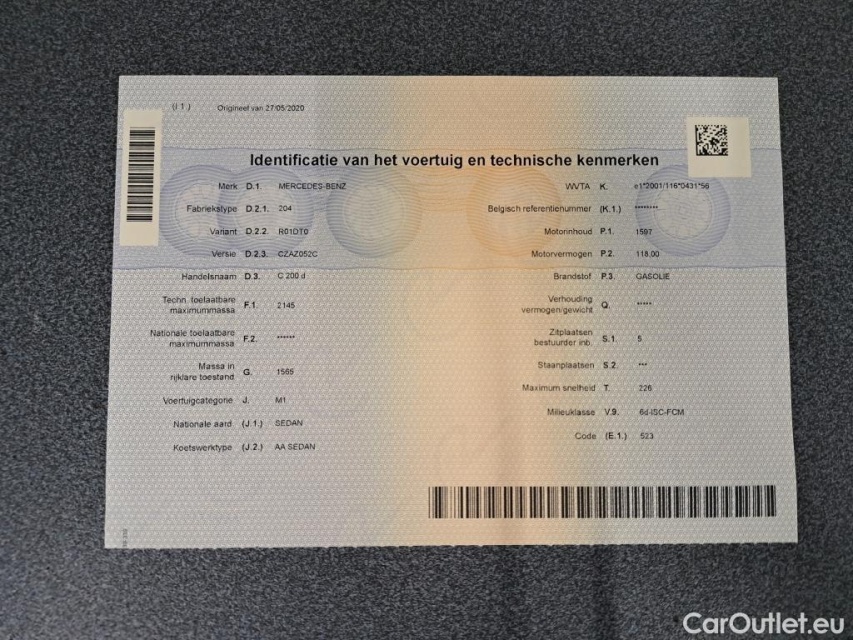 (I 1) Origineel van 27/05/2020
Identificatie van het voertuig en technische kenmerken
Merk D.1. MERCEDES-BENZ
Fabriekstype D.2.1. 204
Variant D.2.2. R01DT0
Versie D.2.3. CZAZ052C
Handelsnaam D.3. C 200 d
Techn. toelaatbare
maximummassa F.1. 2145
Nationale toelaatbare
maximummassa F.2. ******
Massa in
rijklare toestand G. 1565
Voertuigcategorie J. M1
Nationale aard (J.1.) SEDAN
Koetswerktype (J.2.) AA SEDAN
WVTA K. e1*2001/116*0431*56
Belgisch referentienummer (K.1.) ********
Motorinhoud P.1. 1597
Motorvermogen P.2. 118.00
Brandstof P.3. GASOLIE
Verhouding
vermogen/gewicht Q. *****
Zitplaatsen
bestuurder inb. S.1. 5
Staanplaatsen S.2. ***
Maximum snelheid T. 226
Milieuklasse V.9. 6d-ISC-FCM
Code (E.1.) 523
CarOutlet.eu